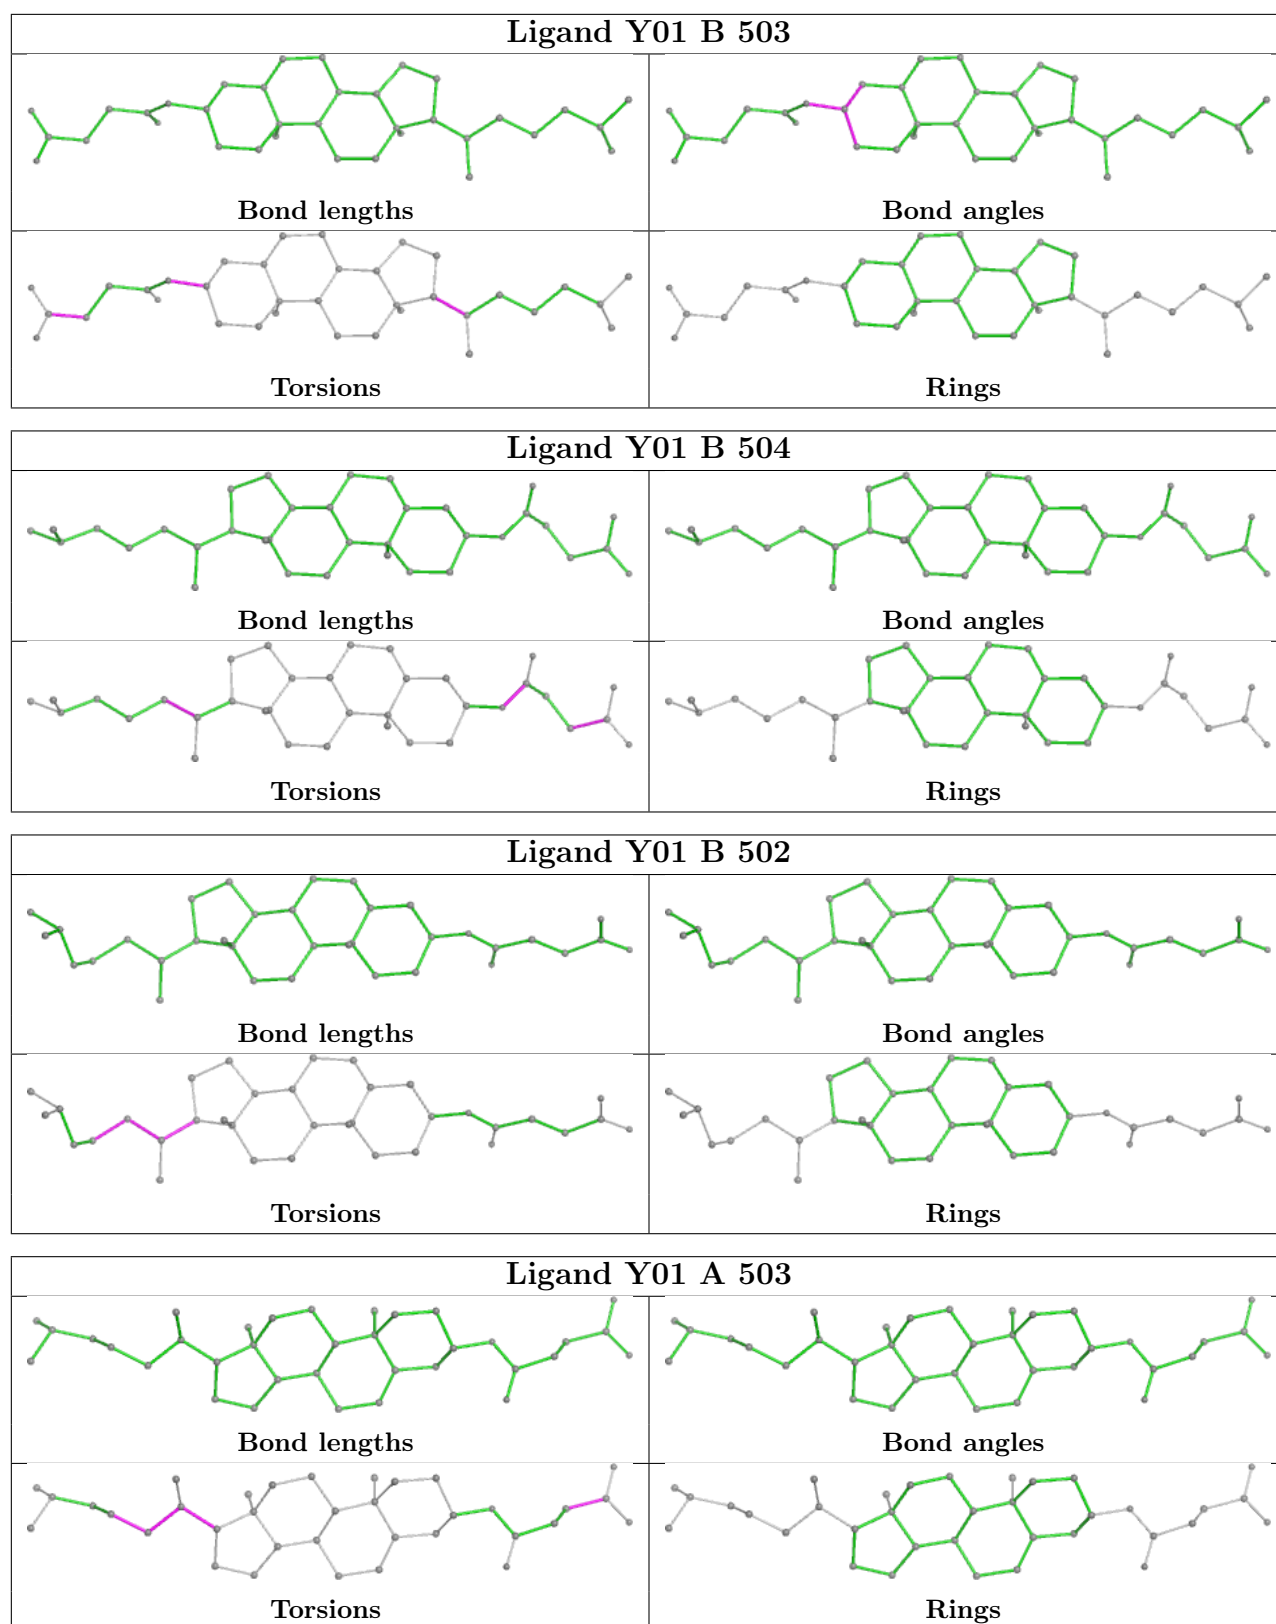 Ligand Y01 B 503
Bond lengths
Bond angles
Torsions
Rings
Ligand Y01 B 504
Bond lengths
Bond angles
Torsions
Rings
Ligand Y01 B 502
Bond lengths
Bond angles
Torsions
Rings
Ligand Y01 A 503
Bond lengths
Bond angles
Torsions
Rings